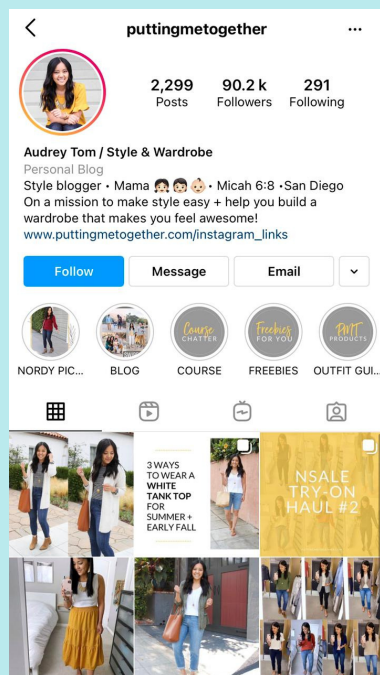 puttingmetogether
2,299 90.2 k 291
Posts Followers Following
Audrey Tom / Style & Wardrobe
Personal Blog
Style blogger • Mama 👧🏻👦🏻👶🏻• Micah 6:8 •San Diego
On a mission to make style easy + help you build a
wardrobe that makes you feel awesome!
www.puttingmetogether.com/instagram_links
Follow Message Email
Course
CHATTER
Freebies
FOR YOU
PMT
PRODUCTS
NORDY PIC... BLOG COURSE FREEBIES OUTFIT GUI...
3 WAYS
TO WEAR A
WHITE
TANK TOP
FOR
SUMMER +
EARLY FALL
NSALE
TRY-ON
HAUL #2